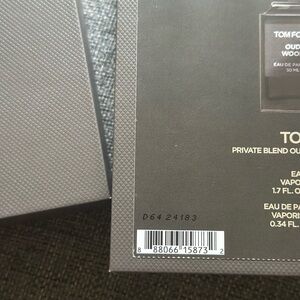 TOM FO
OUD
WOO
EAU DE PA
50 ML
TO
PRIVATE BLEND OU
EA
VAPO
1.7 FL. O
EAU DE PA
VAPORIS
0.34 FL.
D64 24183
8 88066 15873 2